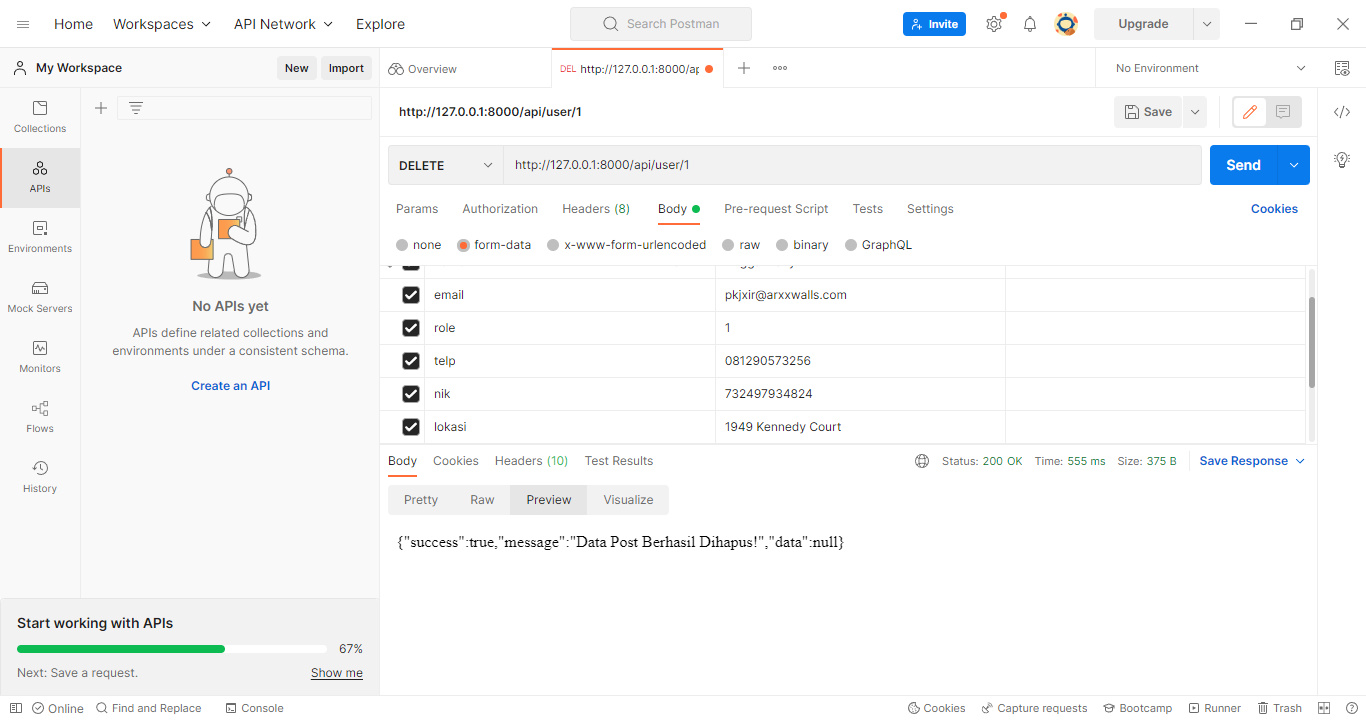 Home Workspaces API Network Explore Search Postman Invite Upgrade
My Workspace New Import Overview DEL http://127.0.0.1:8000/ap No Environment
http://127.0.0.1:8000/api/user/1 Save
Collections
APIs
Environments
Mock Servers
Monitors
Flows
History
No APIs yet
APIs define related collections and
environments under a consistent schema.
Create an API
DELETE http://127.0.0.1:8000/api/user/1 Send
Params Authorization Headers (8) Body Pre-request Script Tests Settings Cookies
none form-data x-www-form-urlencoded raw binary GraphQL
email pkjxir@arxxwalls.com
role 1
telp 081290573256
nik 732497934824
lokasi 1949 Kennedy Court
Body Cookies Headers (10) Test Results Status: 200 OK Time: 555 ms Size: 375 B Save Response
Pretty Raw Preview Visualize
{"success":true,"message":"Data Post Berhasil Dihapus!","data":null}
Start working with APIs
67%
Next: Save a request. Show me
Online Find and Replace Console Cookies Capture requests Bootcamp Runner Trash